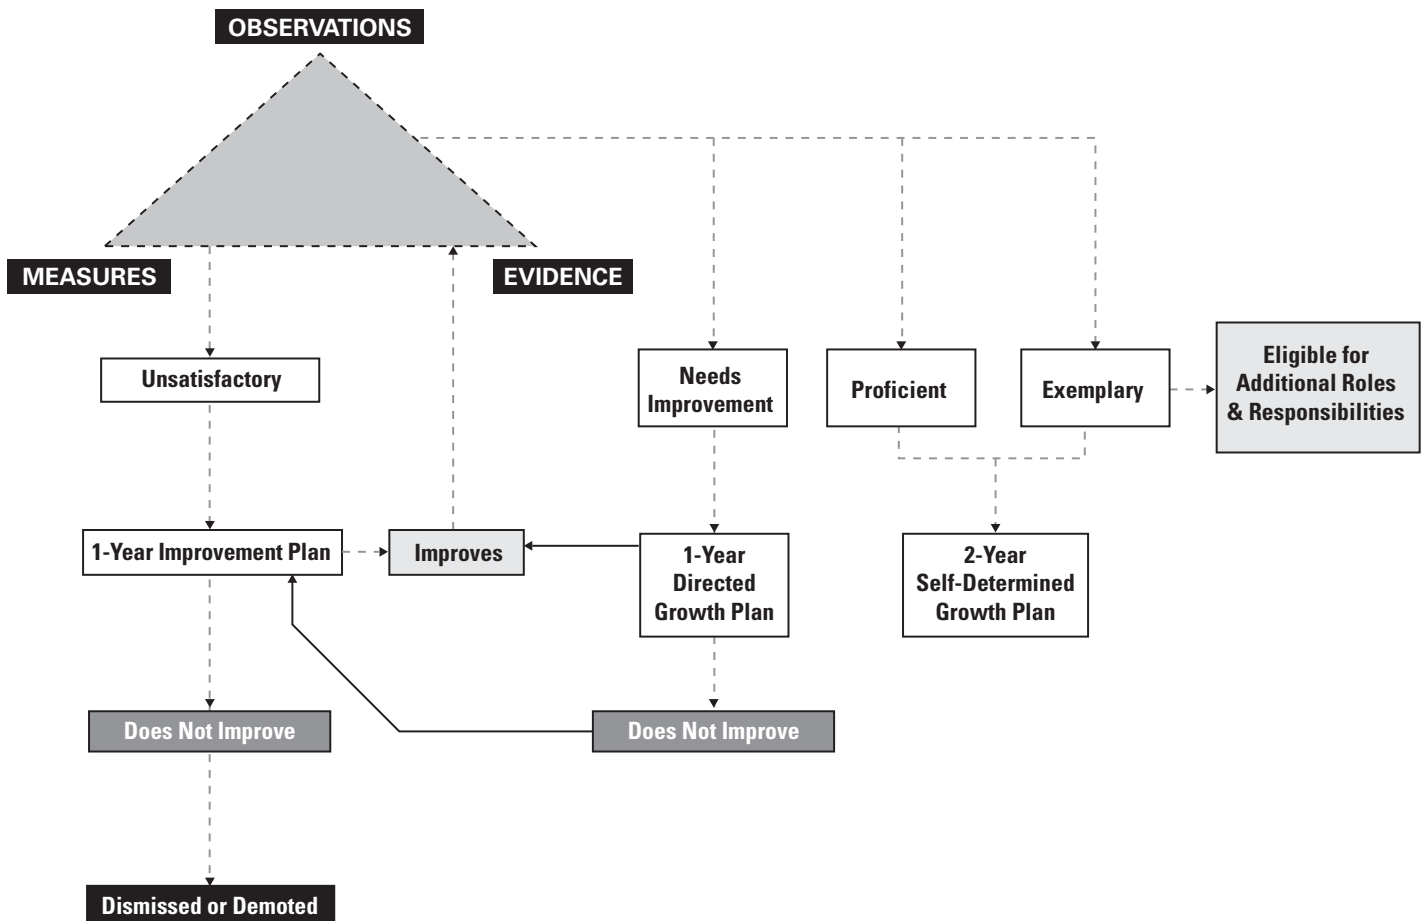 OBSERVATIONS
MEASURES
EVIDENCE
Unsatisfactory
Needs
Improvement
Proficient
Exemplary
Eligible for
Additional Roles
& Responsibilities
1-Year Improvement Plan
Improves
1-Year
Directed
Growth Plan
2-Year
Self-Determined
Growth Plan
Does Not Improve
Does Not Improve
Dismissed or Demoted